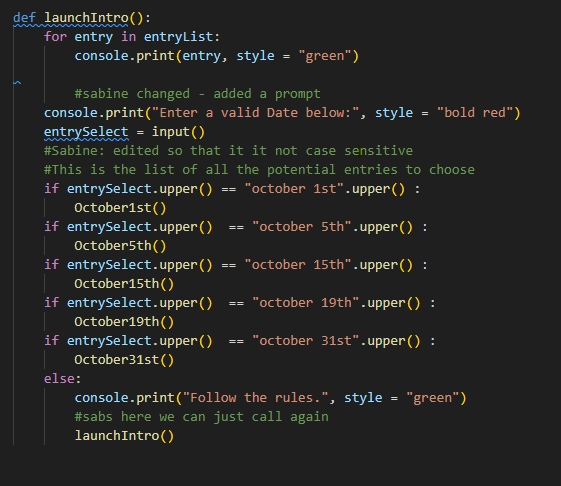 def launchIntro():
    for entry in entryList:
        console.print(entry, style = "green")

        #sabine changed - added a prompt
    console.print("Enter a valid Date below:", style = "bold red")
    entrySelect = input()
    #Sabine: edited so that it it not case sensitive
    #This is the list of all the potential entries to choose
    if entrySelect.upper() == "october 1st".upper() :
        October1st()
    if entrySelect.upper()  == "october 5th".upper() :
        October5th()
    if entrySelect.upper() == "october 15th".upper() :
        October15th()
    if entrySelect.upper()  == "october 19th".upper() :
        October19th()
    if entrySelect.upper()  == "october 31st".upper() :
        October31st()
    else:
        console.print("Follow the rules.", style = "green")
        #sabs here we can just call again
        launchIntro()